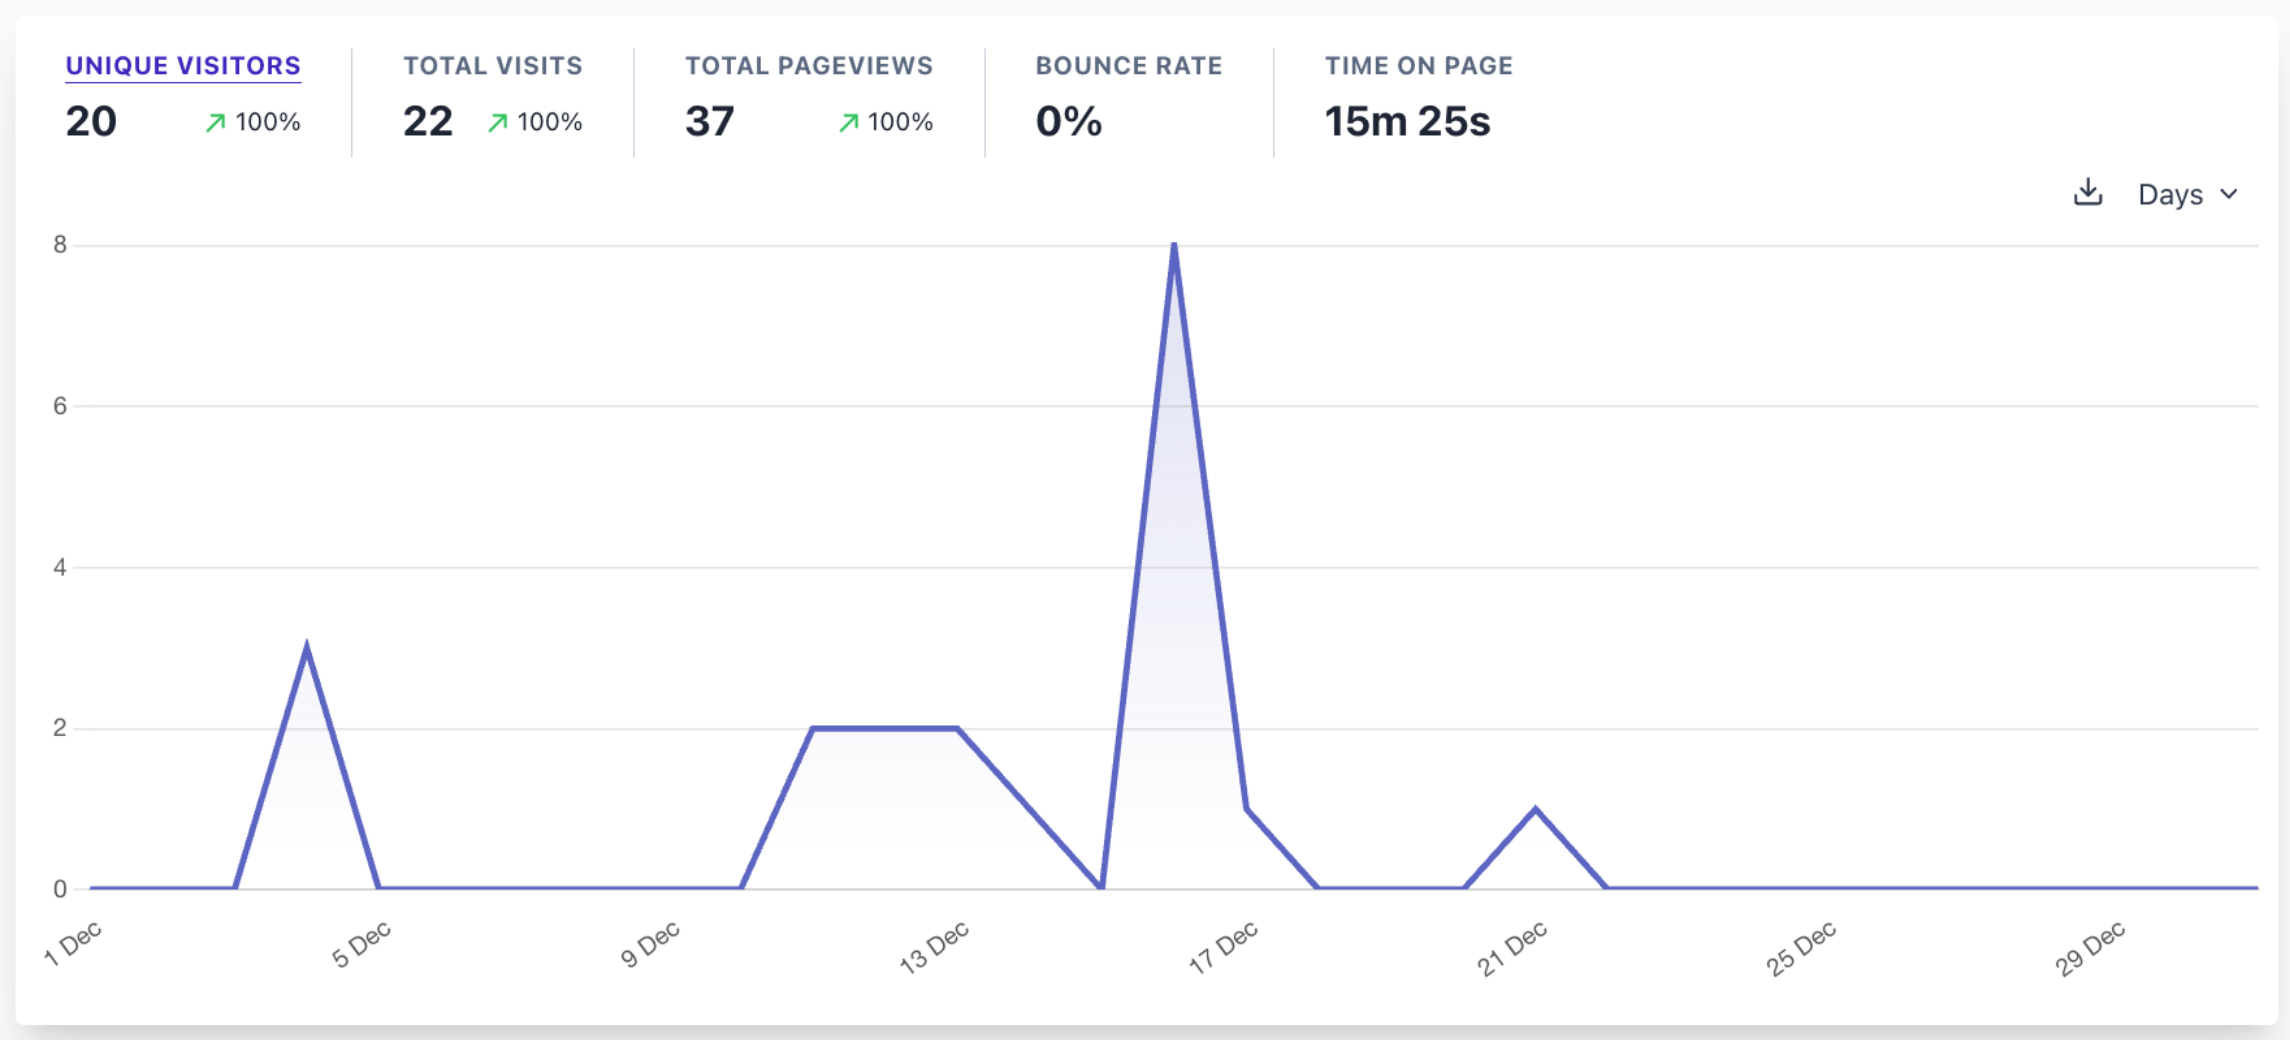 UNIQUE VISITORS
20 100%
TOTAL VISITS
22 100%
TOTAL PAGEVIEWS
37 100%
BOUNCE RATE
0%
TIME ON PAGE
15m 25s
Days
8
6
4
2
0
1 Dec
5 Dec
9 Dec
13 Dec
17 Dec
21 Dec
25 Dec
29 Dec